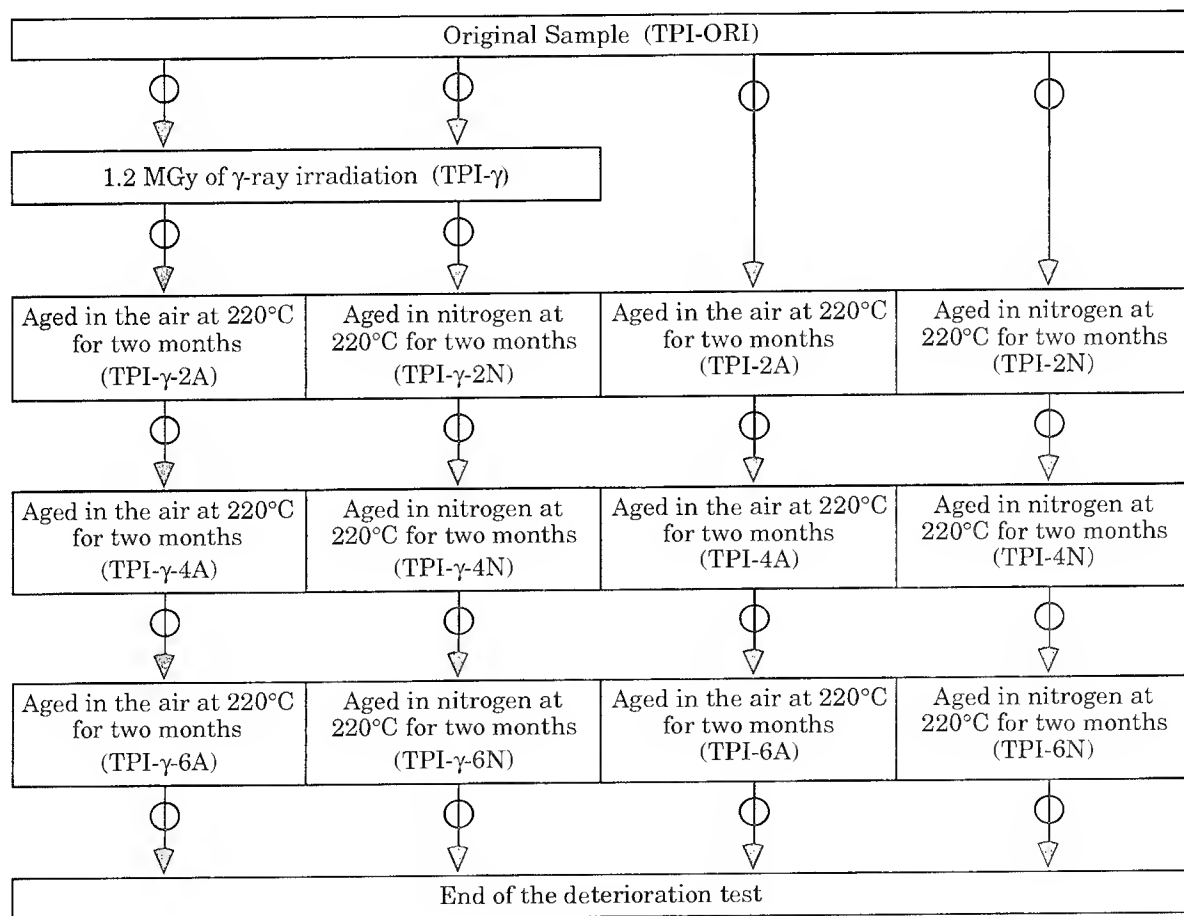 Original Sample (TPI-ORI)
1.2 MGy of γ-ray irradiation (TPI-γ)
Aged in the air at 220°C
for two months
(TPI-γ-2A)
Aged in nitrogen at
220°C for two months
(TPI-γ-2N)
Aged in the air at 220°C
for two months
(TPI-2A)
Aged in nitrogen at
220°C for two months
(TPI-2N)
Aged in the air at 220°C
for two months
(TPI-γ-4A)
Aged in nitrogen at
220°C for two months
(TPI-γ-4N)
Aged in the air at 220°C
for two months
(TPI-4A)
Aged in nitrogen at
220°C for two months
(TPI-4N)
Aged in the air at 220°C
for two months
(TPI-γ-6A)
Aged in nitrogen at
220°C for two months
(TPI-γ-6N)
Aged in the air at 220°C
for two months
(TPI-6A)
Aged in nitrogen at
220°C for two months
(TPI-6N)
End of the deterioration test